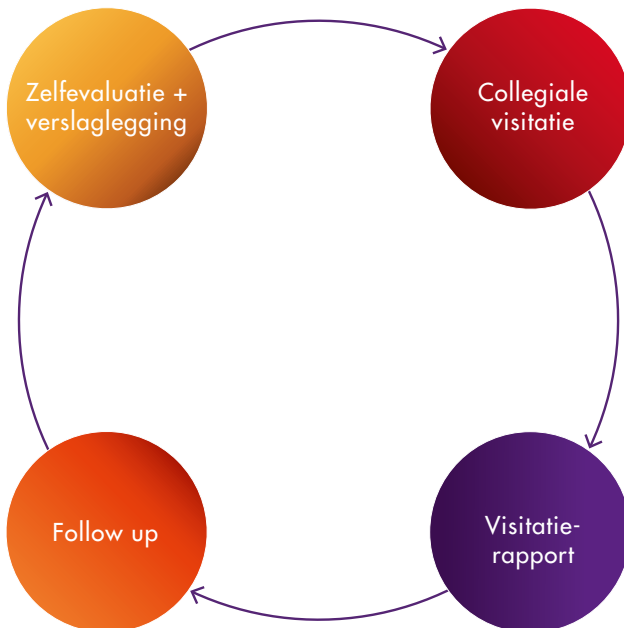 Zelfevaluatie +
verslaglegging
Collegiale
visitatie
Visitatie-
rapport
Follow up